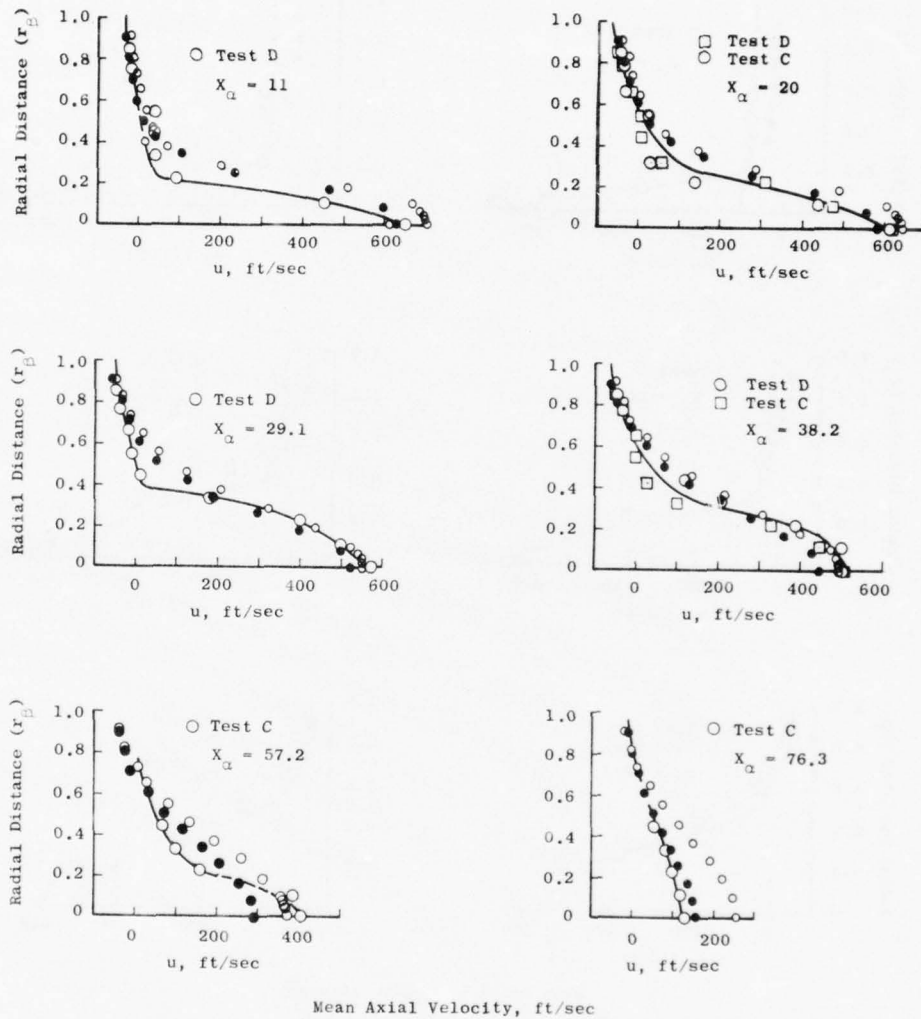 Radial Distance (r_β)
1.0
0.8
0.6
0.4
0.2
0
0
200
400
600
u, ft/sec
○ Test D
X_α = 11
1.0
0.8
0.6
0.4
0.2
0
0
200
400
600
u, ft/sec
□ Test D
○ Test C
X_α = 20
Radial Distance (r_β)
1.0
0.8
0.6
0.4
0.2
0
0
200
400
600
u, ft/sec
○ Test D
X_α = 29.1
1.0
0.8
0.6
0.4
0.2
0
0
200
400
600
u, ft/sec
○ Test D
□ Test C
X_α = 38.2
Radial Distance (r_β)
1.0
0.8
0.6
0.4
0.2
0
0
200
400
u, ft/sec
○ Test C
X_α = 57.2
1.0
0.8
0.6
0.4
0.2
0
0
200
u, ft/sec
○ Test C
X_α = 76.3
Mean Axial Velocity, ft/sec